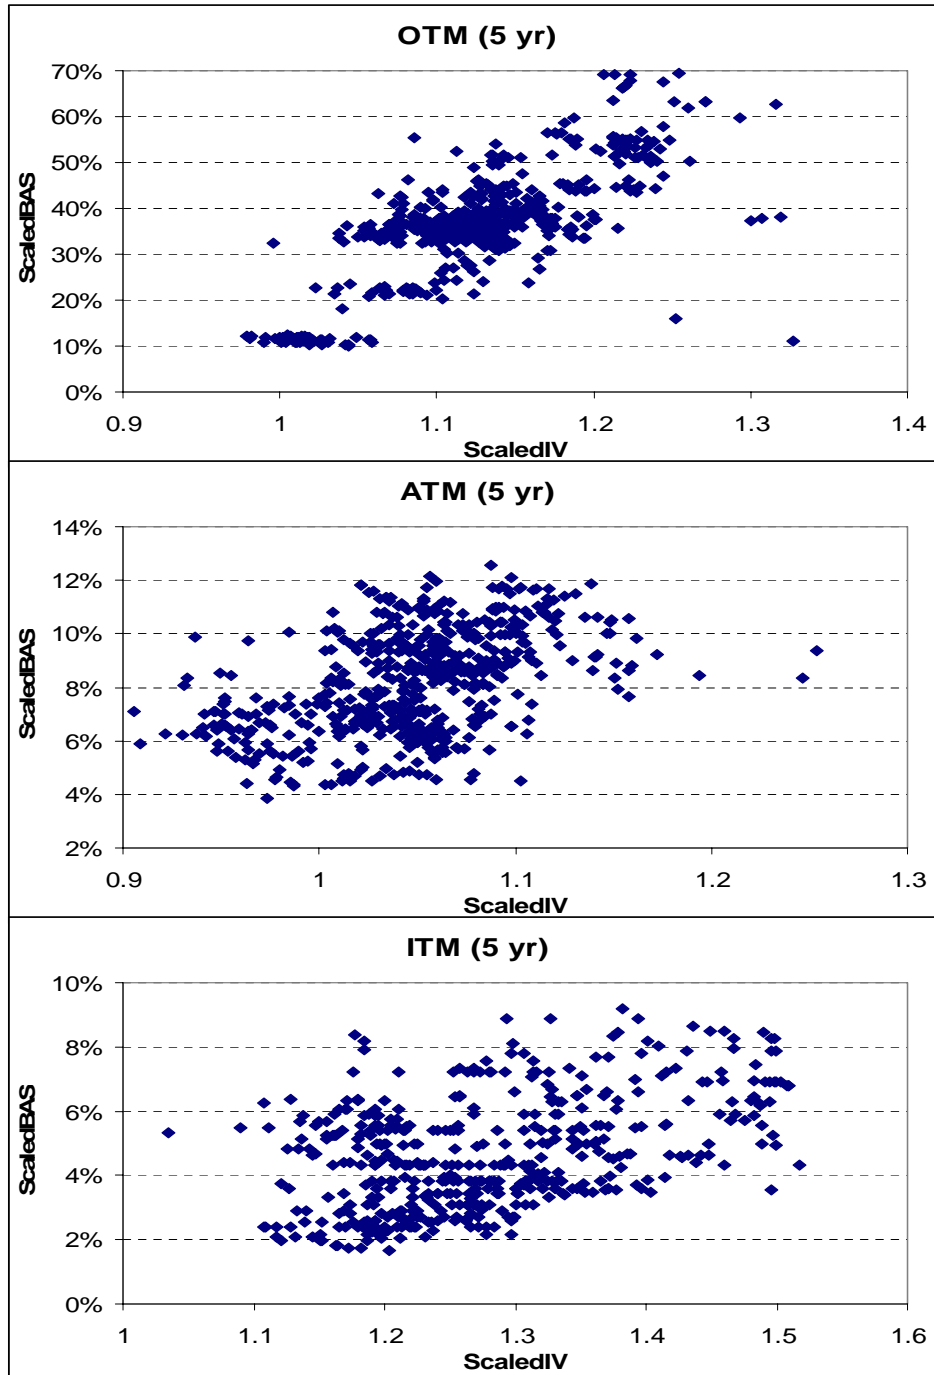 OTM (5 yr)
70%
60%
50%
40%
30%
20%
10%
0%
ScaledBAS
0.9 1 1.1 1.2 1.3 1.4
ScaledIV
ATM (5 yr)
14%
12%
10%
8%
6%
4%
2%
ScaledBAS
0.9 1 1.1 1.2 1.3
ScaledIV
ITM (5 yr)
10%
8%
6%
4%
2%
0%
ScaledBAS
1 1.1 1.2 1.3 1.4 1.5 1.6
ScaledIV